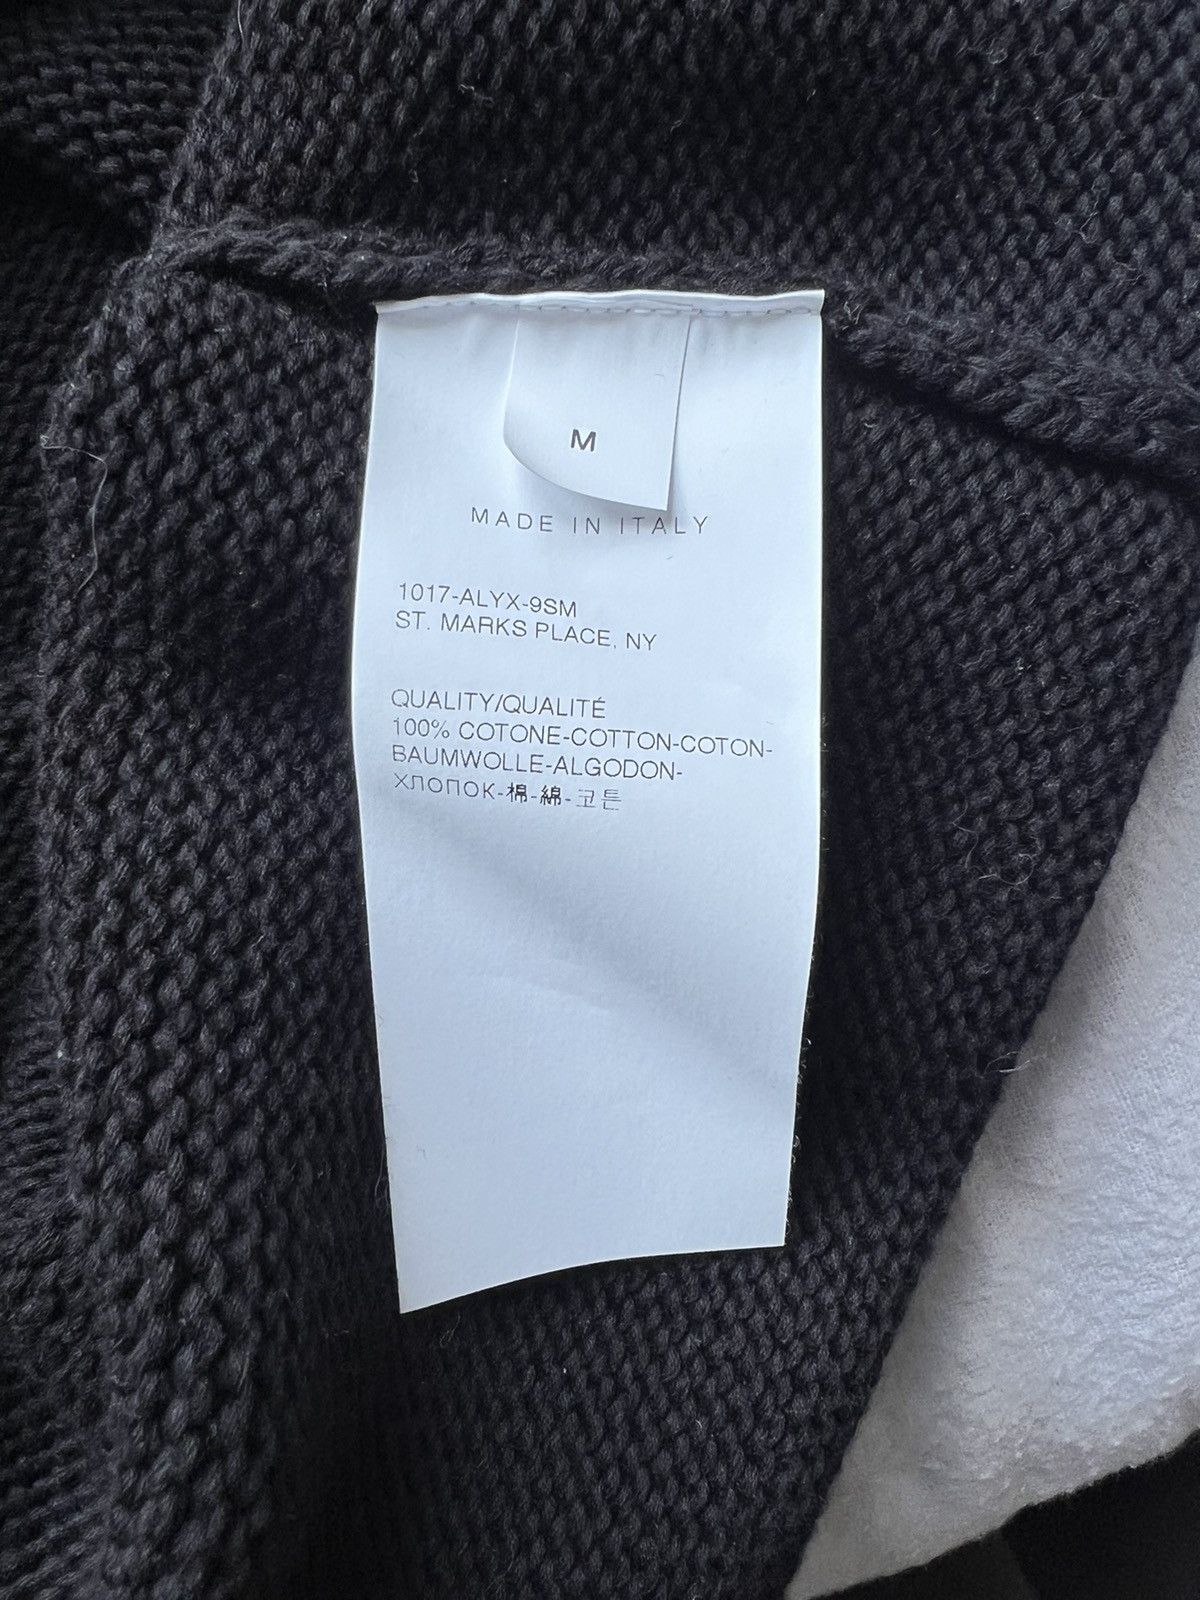 M
MADE IN ITALY
1017-ALYX-9SM
ST. MARKS PLACE, NY
QUALITY/QUALITÉ
100% COTONE-COTTON-COTON-
BAUMWOLLE-ALGODON-
ХЛОПОК-棉-綿-코튼